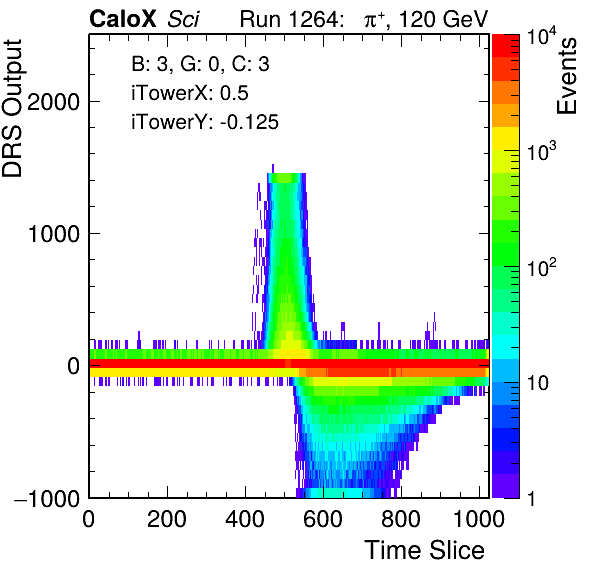 CaloX Sci Run 1264: π⁺, 120 GeV
B: 3, G: 0, C: 3
iTowerX: 0.5
iTowerY: -0.125
DRS Output
2000
1000
0
−1000
0 200 400 600 800 1000
Time Slice
Events
10⁴
10³
10²
10
1